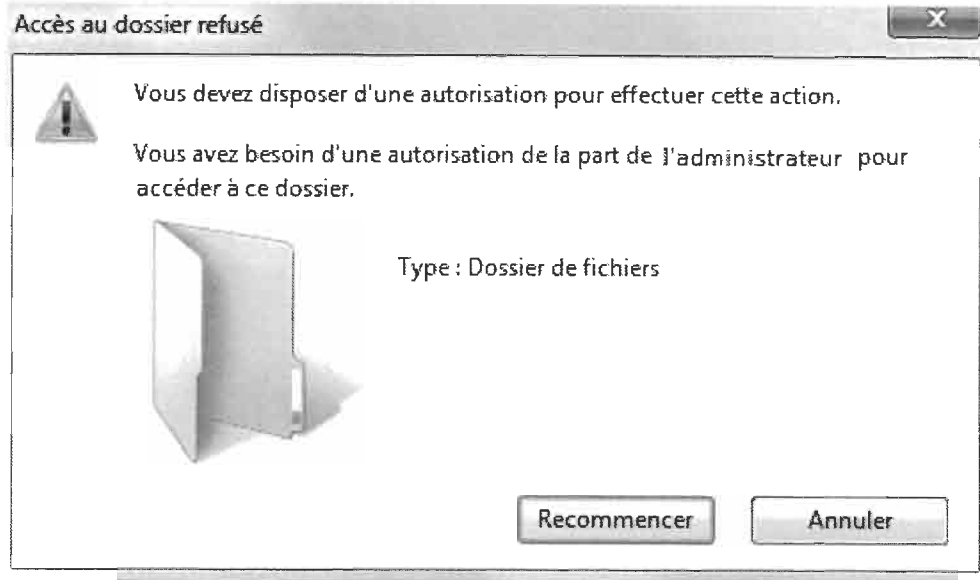 Accès au dossier refusé
X
Vous devez disposer d'une autorisation pour effectuer cette action.
Vous avez besoin d'une autorisation de la part de l'administrateur pour
accéder à ce dossier.
Type : Dossier de fichiers
Recommencer
Annuler